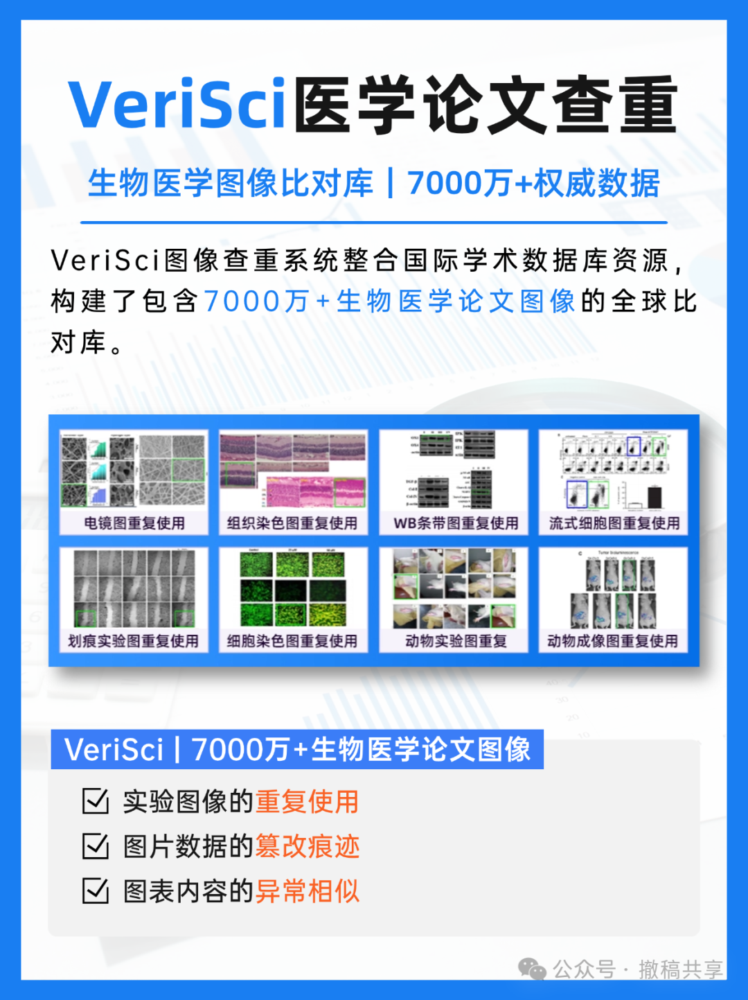 VeriSci医学论文查重
生物医学图像比对库 | 7000万+权威数据
VeriSci图像查重系统整合国际学术数据库资源，
构建了包含7000万+生物医学论文图像的全球比
对库。
电镜图重复使用
组织染色图重复使用
WB条带图重复使用
流式细胞图重复使用
Tumor bioluminescence
划痕实验图重复使用
细胞染色图重复使用
动物实验图重复
动物成像图重复使用
VeriSci | 7000万+生物医学论文图像
实验图像的重复使用
图片数据的篡改痕迹
图表内容的异常相似
公众号 · 撤稿共享